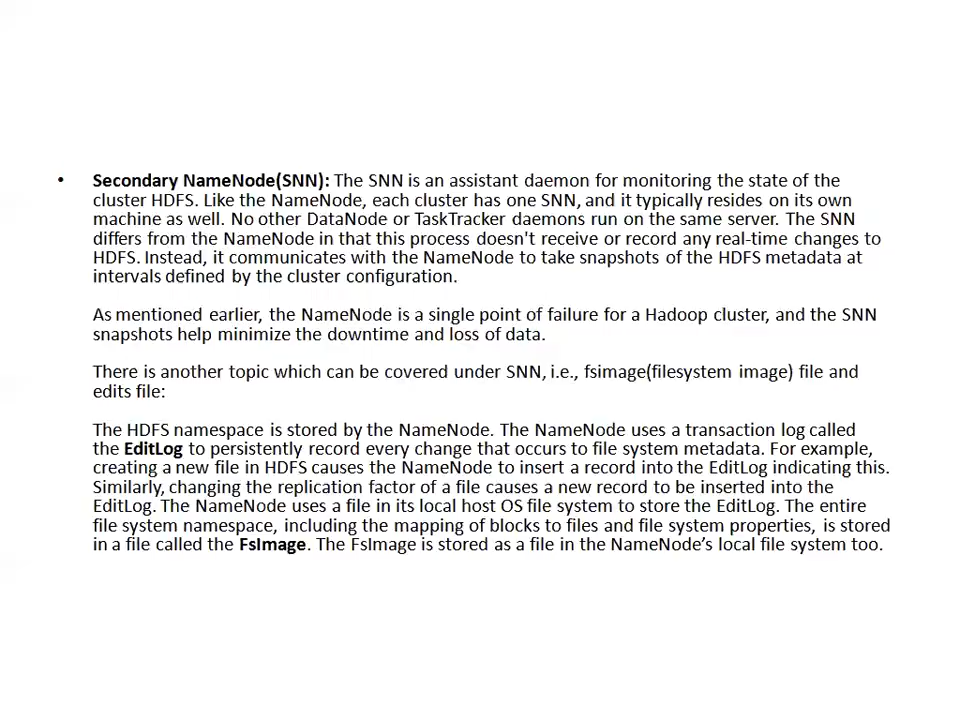 • Secondary NameNode(SNN): The SNN is an assistant daemon for monitoring the state of the
cluster HDFS. Like the NameNode, each cluster has one SNN, and it typically resides on its own
machine as well. No other DataNode or TaskTracker daemons run on the same server. The SNN
differs from the NameNode in that this process doesn't receive or record any real-time changes to
HDFS. Instead, it communicates with the NameNode to take snapshots of the HDFS metadata at
intervals defined by the cluster configuration.
As mentioned earlier, the NameNode is a single point of failure for a Hadoop cluster, and the SNN
snapshots help minimize the downtime and loss of data.
There is another topic which can be covered under SNN, i.e., fsimage(filesystem image) file and
edits file:
The HDFS namespace is stored by the NameNode. The NameNode uses a transaction log called
the EditLog to persistently record every change that occurs to file system metadata. For example,
creating a new file in HDFS causes the NameNode to insert a record into the EditLog indicating this.
Similarly, changing the replication factor of a file causes a new record to be inserted into the
EditLog. The NameNode uses a file in its local host OS file system to store the EditLog. The entire
file system namespace, including the mapping of blocks to files and file system properties, is stored
in a file called the FsImage. The FsImage is stored as a file in the NameNode’s local file system too.